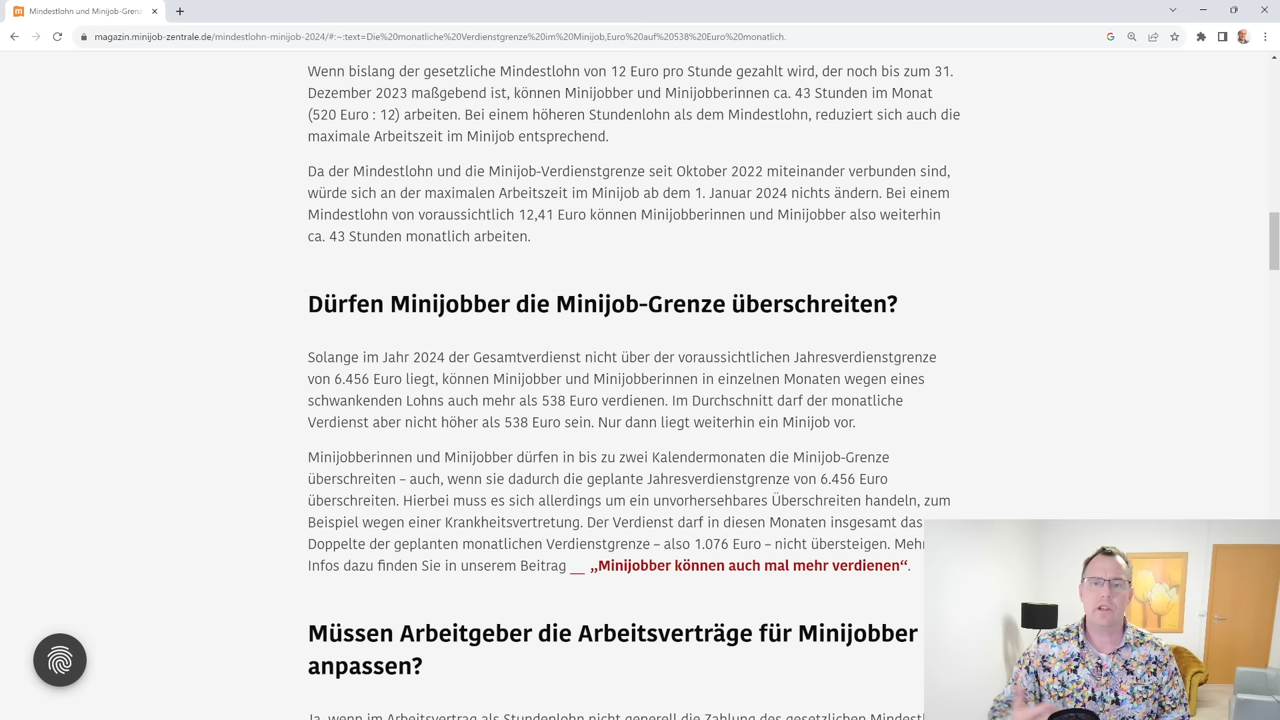 Mindestlohn und Minijob-Grenz
magazin.minijob-zentrale.de/mindestlohn-minijob-2024/#:~:text=Die%20monatliche%20Verdienstgrenze%20im%20Minijob,Euro%20auf%20538%20Euro%20monatlich.
Wenn bislang der gesetzliche Mindestlohn von 12 Euro pro Stunde gezahlt wird, der noch bis zum 31.
Dezember 2023 maßgebend ist, können Minijobber und Minijobberinnen ca. 43 Stunden im Monat
(520 Euro : 12) arbeiten. Bei einem höheren Stundenlohn als dem Mindestlohn, reduziert sich auch die
maximale Arbeitszeit im Minijob entsprechend.
Da der Mindestlohn und die Minijob-Verdienstgrenze seit Oktober 2022 miteinander verbunden sind,
würde sich an der maximalen Arbeitszeit im Minijob ab dem 1. Januar 2024 nichts ändern. Bei einem
Mindestlohn von voraussichtlich 12,41 Euro können Minijobberinnen und Minijobber also weiterhin
ca. 43 Stunden monatlich arbeiten.
Dürfen Minijobber die Minijob-Grenze überschreiten?
Solange im Jahr 2024 der Gesamtverdienst nicht über der voraussichtlichen Jahresverdienstgrenze
von 6.456 Euro liegt, können Minijobber und Minijobberinnen in einzelnen Monaten wegen eines
schwankenden Lohns auch mehr als 538 Euro verdienen. Im Durchschnitt darf der monatliche
Verdienst aber nicht höher als 538 Euro sein. Nur dann liegt weiterhin ein Minijob vor.
Minijobberinnen und Minijobber dürfen in bis zu zwei Kalendermonaten die Minijob-Grenze
überschreiten – auch, wenn sie dadurch die geplante Jahresverdienstgrenze von 6.456 Euro
überschreiten. Hierbei muss es sich allerdings um ein unvorhersehbares Überschreiten handeln, zum
Beispiel wegen einer Krankheitsvertretung. Der Verdienst darf in diesen Monaten insgesamt das
Doppelte der geplanten monatlichen Verdienstgrenze – also 1.076 Euro – nicht übersteigen. Meh
Infos dazu finden Sie in unserem Beitrag __ „Minijobber können auch mal mehr verdienen“.
Müssen Arbeitgeber die Arbeitsverträge für Minijobber
anpassen?
Ja, wenn im Arbeitsvertrag als Stundenlohn nicht generell die Zahlung des gesetzlichen Mindestl